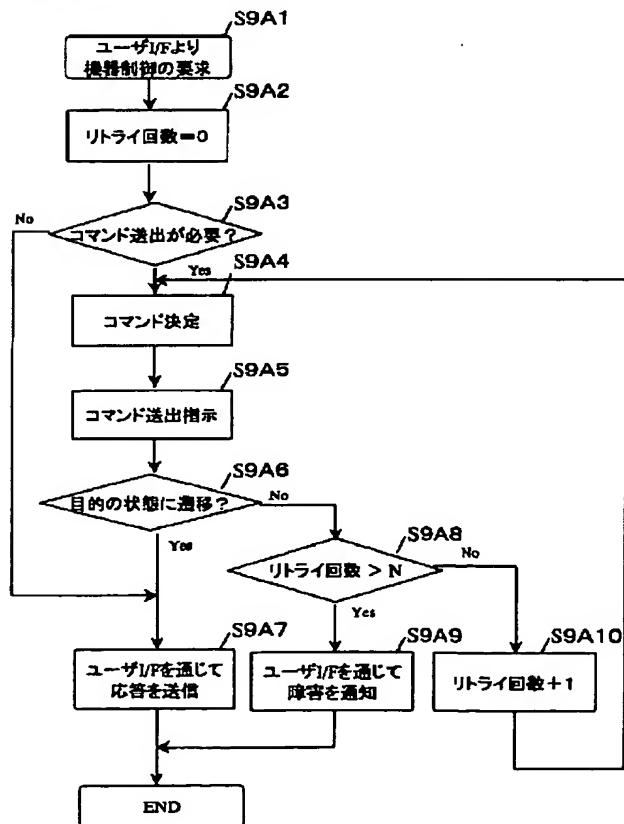 S9A1
ユーザI/Fより
機器制御の要求
S9A2
リトライ回数=0
S9A3
No
コマンド送出が必要?
Yes
S9A4
コマンド決定
S9A5
コマンド送出指示
S9A6
目的の状態に遷移?
No
Yes
S9A8
リトライ回数 > N
No
Yes
S9A7
ユーザI/Fを通じて
応答を送信
S9A9
ユーザI/Fを通じて
障害を通知
S9A10
リトライ回数+1
END